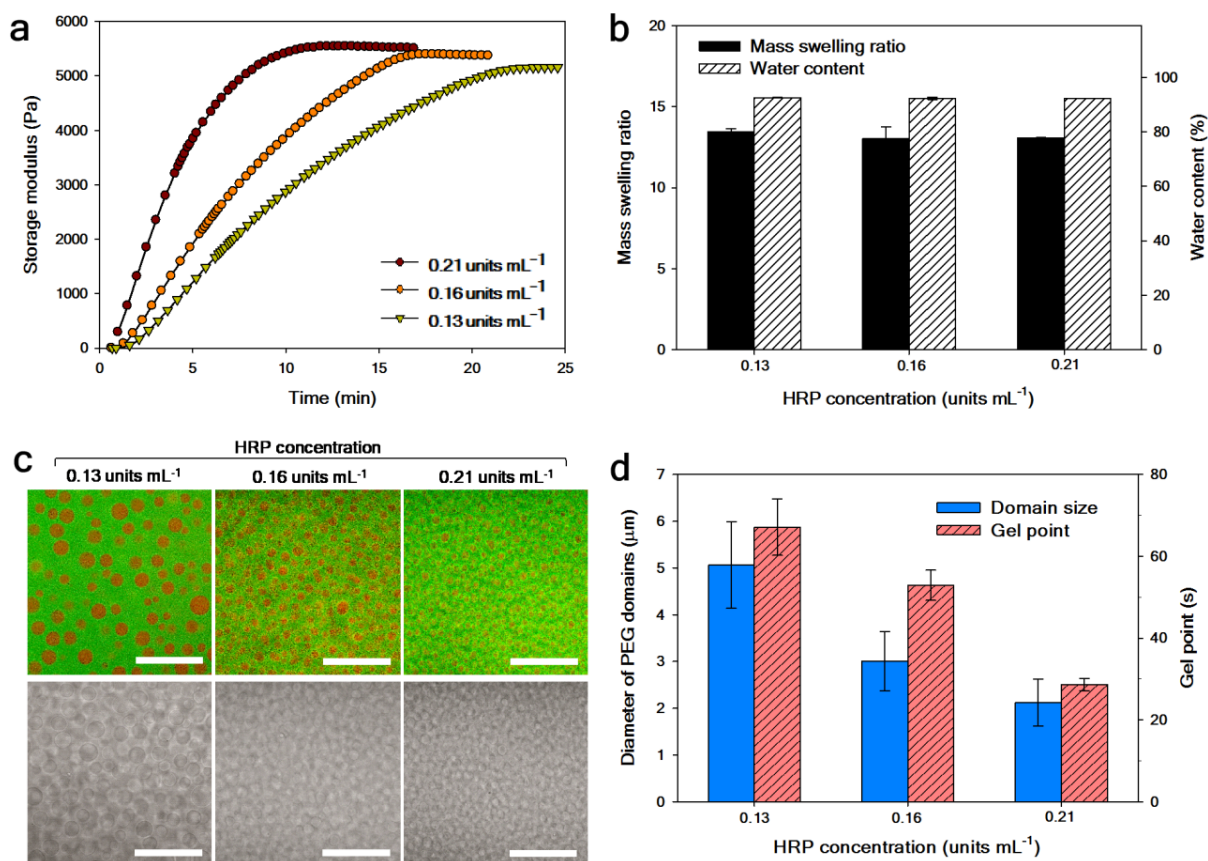 a
6000
5000
4000
3000
2000
1000
0
Storage modulus (Pa)
0.21 units mL⁻¹
0.16 units mL⁻¹
0.13 units mL⁻¹
0 5 10 15 20 25
Time (min)
b
20
15
10
5
0
Mass swelling ratio
Mass swelling ratio
Water content
100
80
60
40
20
0
Water content (%)
0.13 0.16 0.21
HRP concentration (units mL⁻¹)
c
HRP concentration
0.13 units mL⁻¹ 0.16 units mL⁻¹ 0.21 units mL⁻¹
d
7
6
5
4
3
2
1
0
Diameter of PEG domains (µm)
Domain size
Gel point
80
60
40
20
0
Gel point (s)
0.13 0.16 0.21
HRP concentration (units mL⁻¹)